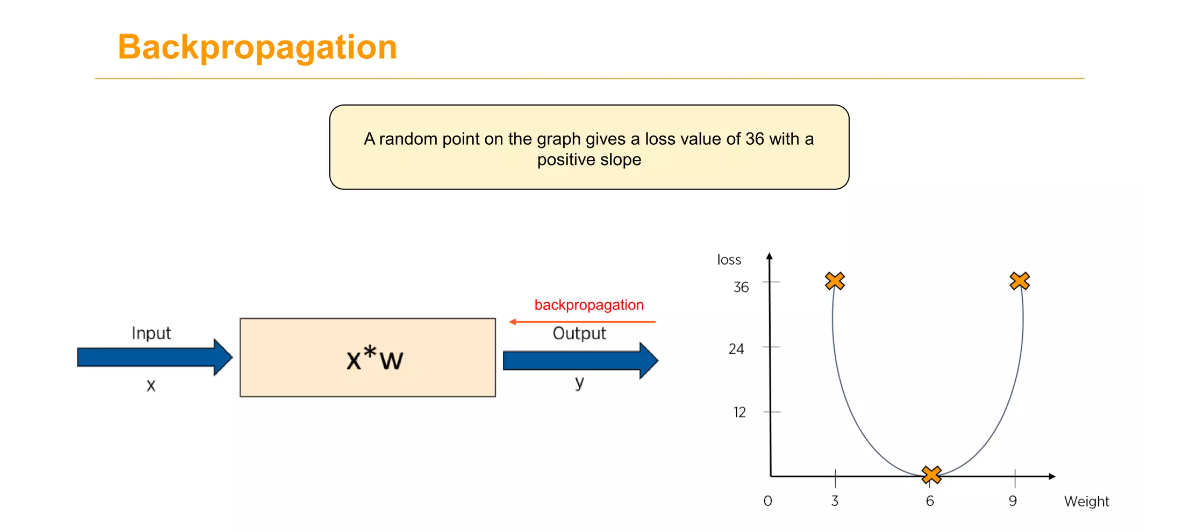 Backpropagation
A random point on the graph gives a loss value of 36 with a
positive slope
backpropagation
Input
x
x*w
Output
y
loss
36
24
12
0
3
6
9
Weight